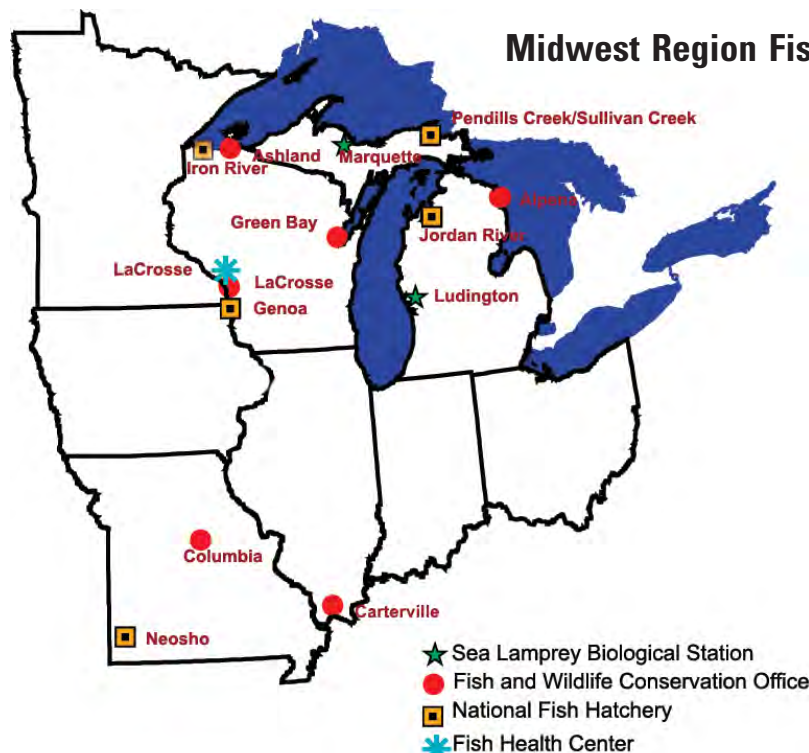 Midwest Region Fis
Pendills Creek/Sullivan Creek
Ashland
Marquette
Iron River
Alpena
Green Bay
Jordan River
LaCrosse
LaCrosse
Ludington
Genoa
Columbia
Carterville
Neosho
Sea Lamprey Biological Station
Fish and Wildlife Conservation Office
National Fish Hatchery
Fish Health Center